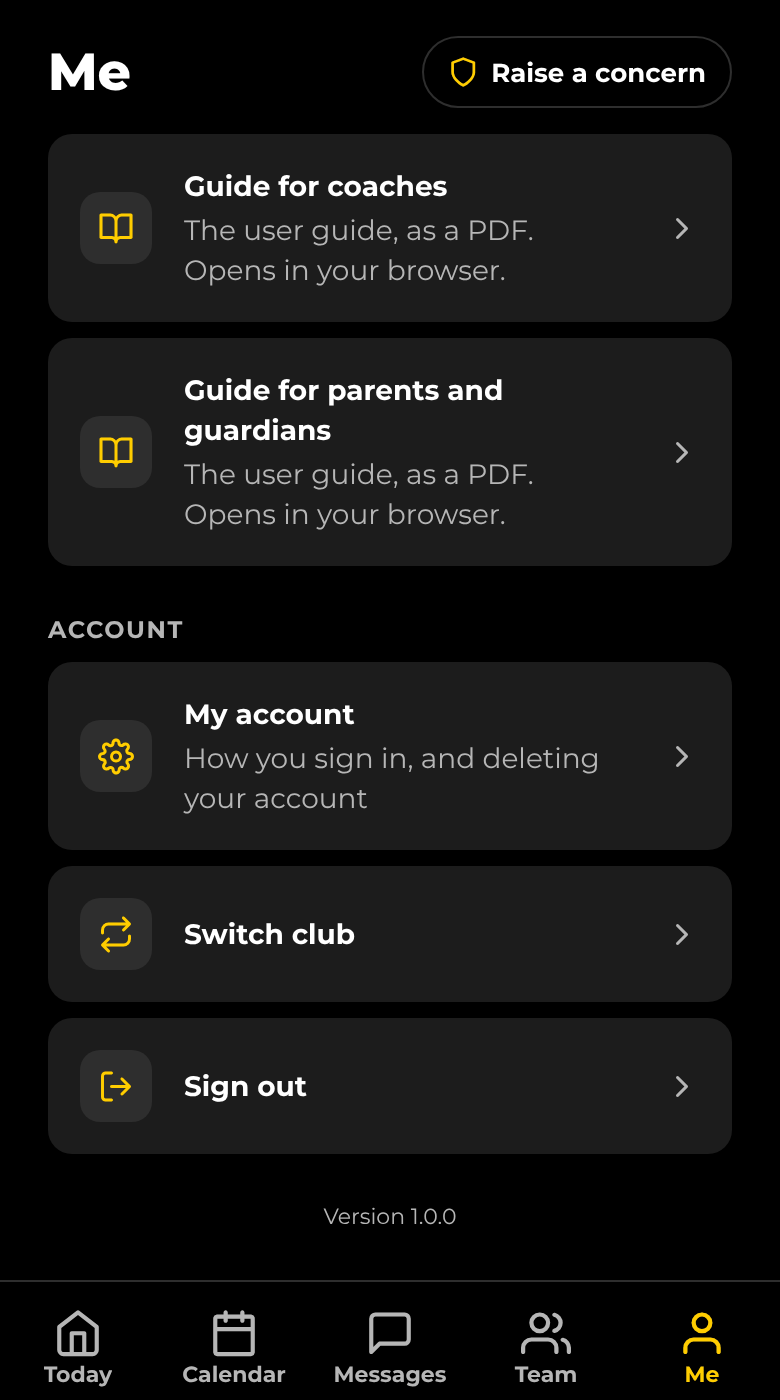 Me
Raise a concern
Guide for coaches
The user guide, as a PDF.
Opens in your browser.
Guide for parents and
guardians
The user guide, as a PDF.
Opens in your browser.
ACCOUNT
My account
How you sign in, and deleting
your account
Switch club
Sign out
Version 1.0.0
Today
Calendar
Messages
Team
Me